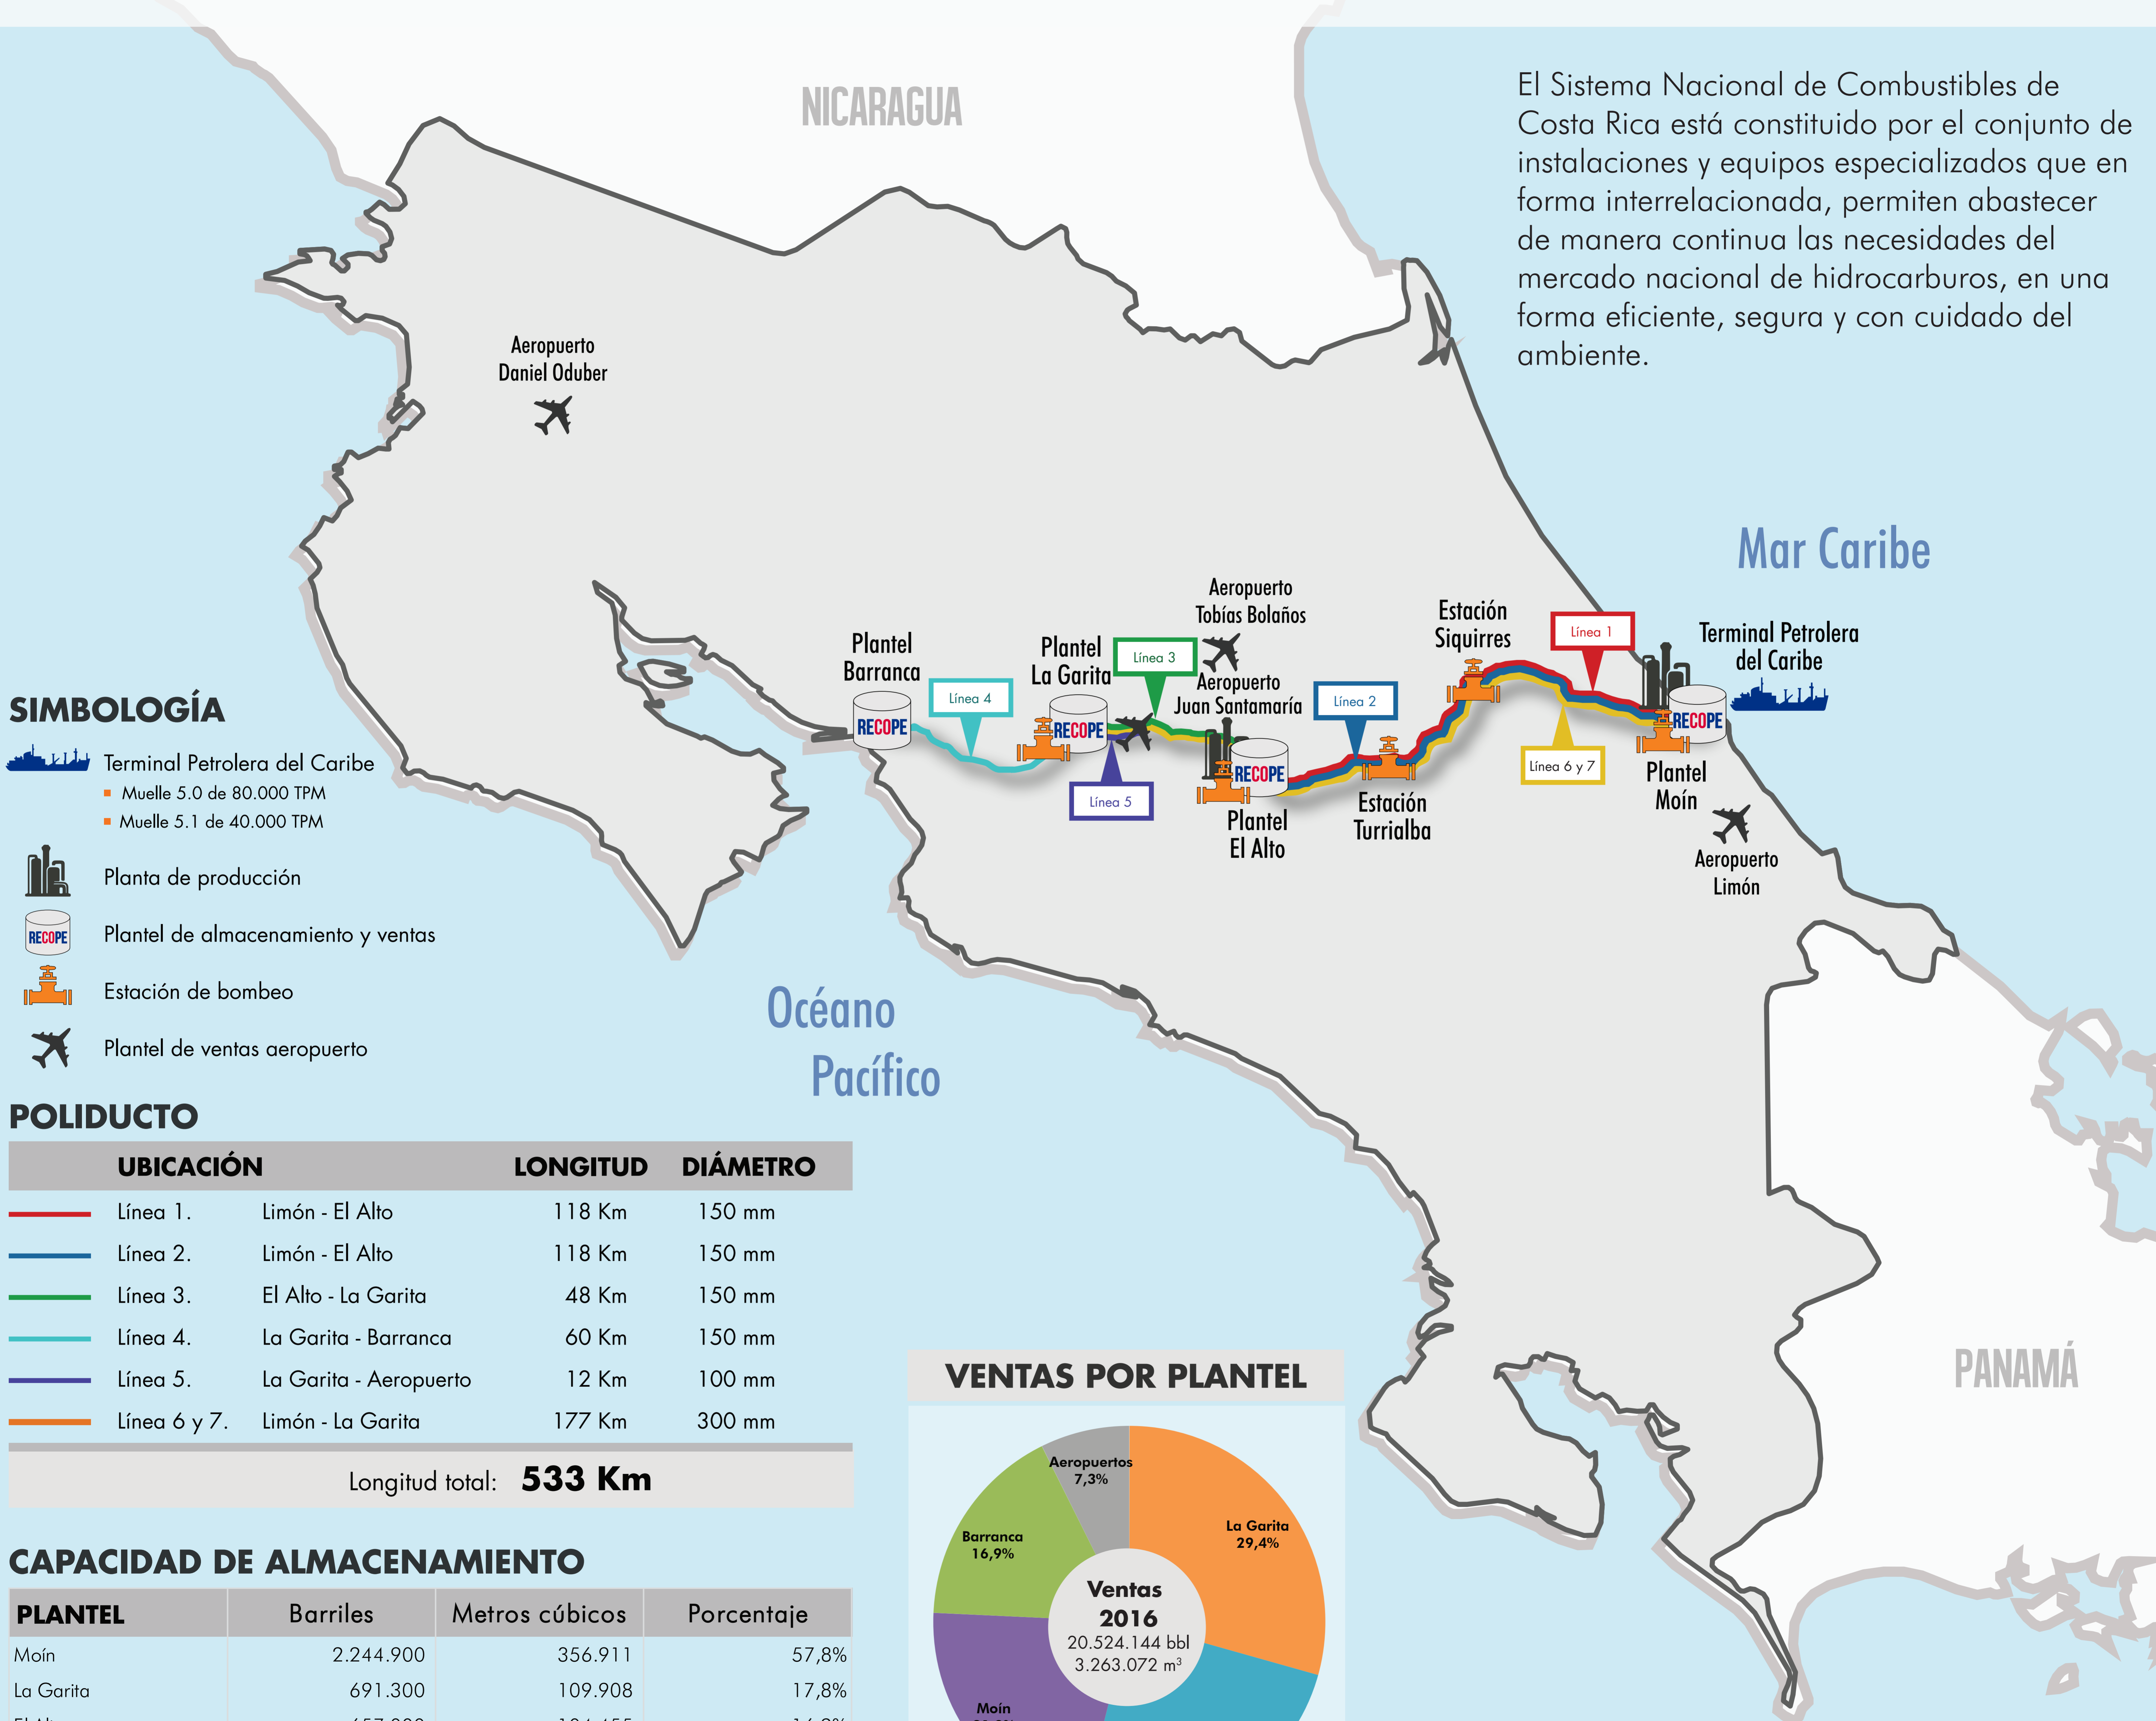 NICARAGUA
El Sistema Nacional de Combustibles de
Costa Rica está constituido por el conjunto de
instalaciones y equipos especializados que en
forma interrelacionada, permiten abastecer
de manera continua las necesidades del
mercado nacional de hidrocarburos, en una
forma eficiente, segura y con cuidado del
ambiente.
Aeropuerto
Daniel Oduber
Mar Caribe
Aeropuerto
Tobías Bolaños
Aeropuerto
Juan Santamaría
Estación
Siquirres
Línea 1
Terminal Petrolera
del Caribe
Plantel
Barranca
Plantel
La Garita
Línea 3
Línea 4
Línea 2
RECOPE
RECOPE
RECOPE
RECOPE
Línea 5
Línea 6 y 7
Plantel
El Alto
Estación
Turrialba
Plantel
Moín
Aeropuerto
Limón
Océano
Pacífico
PANAMÁ
SIMBOLOGÍA
Terminal Petrolera del Caribe
Muelle 5.0 de 80.000 TPM
Muelle 5.1 de 40.000 TPM
Planta de producción
RECOPE Plantel de almacenamiento y ventas
Estación de bombeo
Plantel de ventas aeropuerto
POLIDUCTO
UBICACIÓN LONGITUD DIÁMETRO
Línea 1. Limón - El Alto 118 Km 150 mm
Línea 2. Limón - El Alto 118 Km 150 mm
Línea 3. El Alto - La Garita 48 Km 150 mm
Línea 4. La Garita - Barranca 60 Km 150 mm
Línea 5. La Garita - Aeropuerto 12 Km 100 mm
Línea 6 y 7. Limón - La Garita 177 Km 300 mm
Longitud total: 533 Km
CAPACIDAD DE ALMACENAMIENTO
PLANTEL Barriles Metros cúbicos Porcentaje
Moín 2.244.900 356.911 57,8%
La Garita 691.300 109.908 17,8%
VENTAS POR PLANTEL
Aeropuertos
7,3%
La Garita
29,4%
Barranca
16,9%
Ventas
2016
20.524.144 bbl
3.263.072 m³
Moín